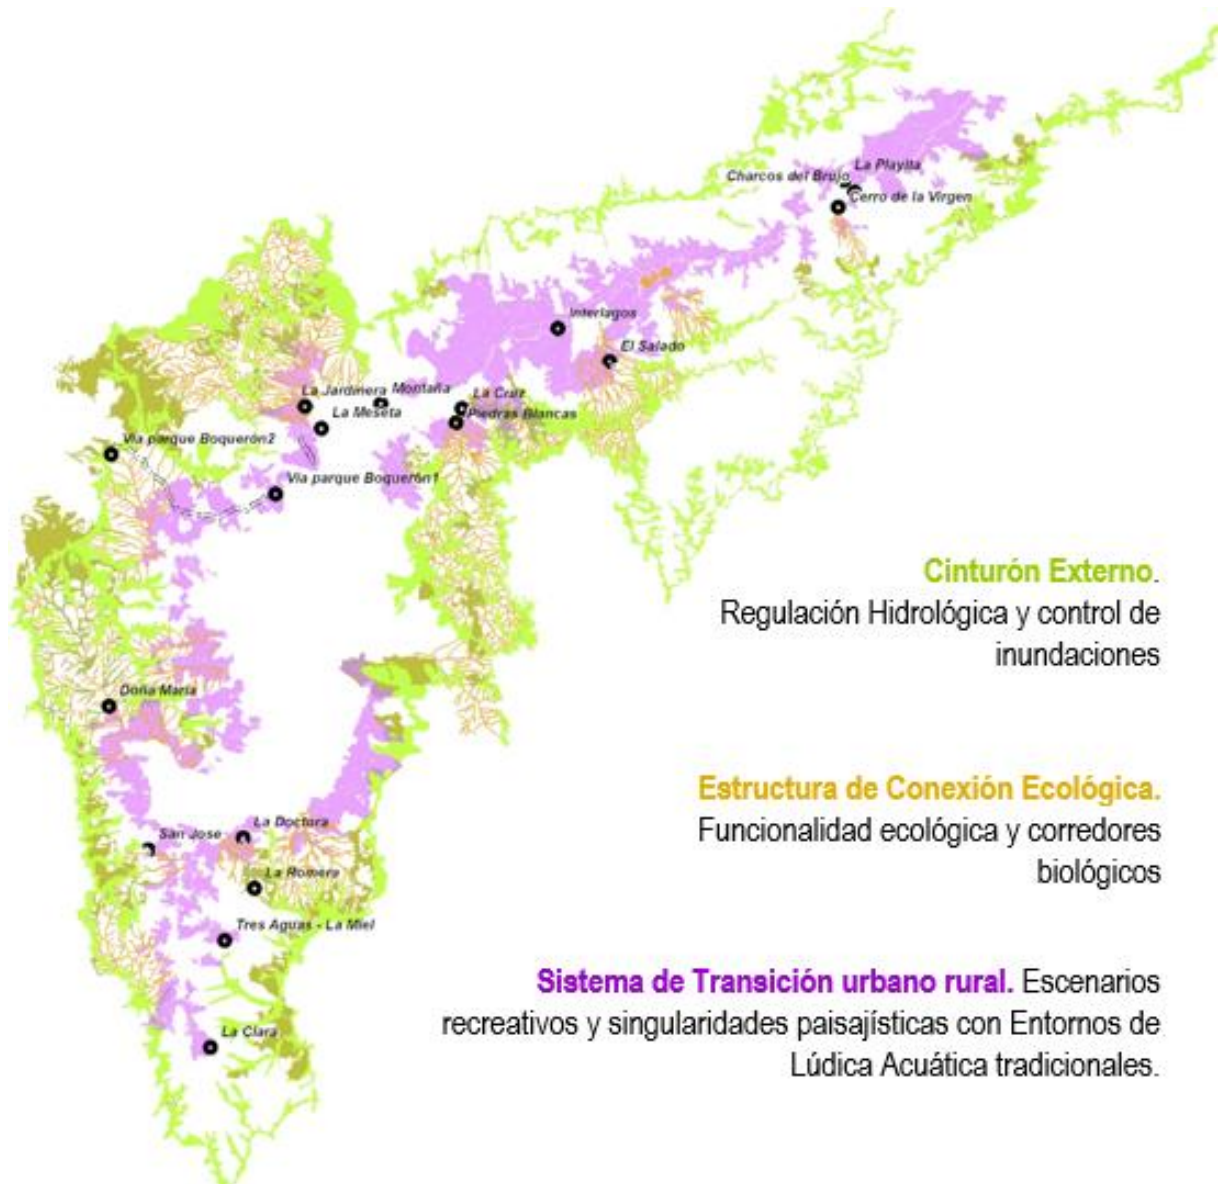 La Playita
Charcos del Brujo
Cerro de la Virgen
Interlagos
El Salado
La Jardinera
Montaña
La Cruz
La Meseta
Piedras Blancas
Via parque Boquerón2
Via parque Boquerón1
Cinturón Externo.
Regulación Hidrológica y control de
inundaciones
Doña María
Estructura de Conexión Ecológica.
Funcionalidad ecológica y corredores
biológicos
San Jose
La Doctora
La Romera
Tres Aguas - La Miel
Sistema de Transición urbano rural. Escenarios
recreativos y singularidades paisajísticas con Entornos de
Lúdica Acuática tradicionales.
La Clara